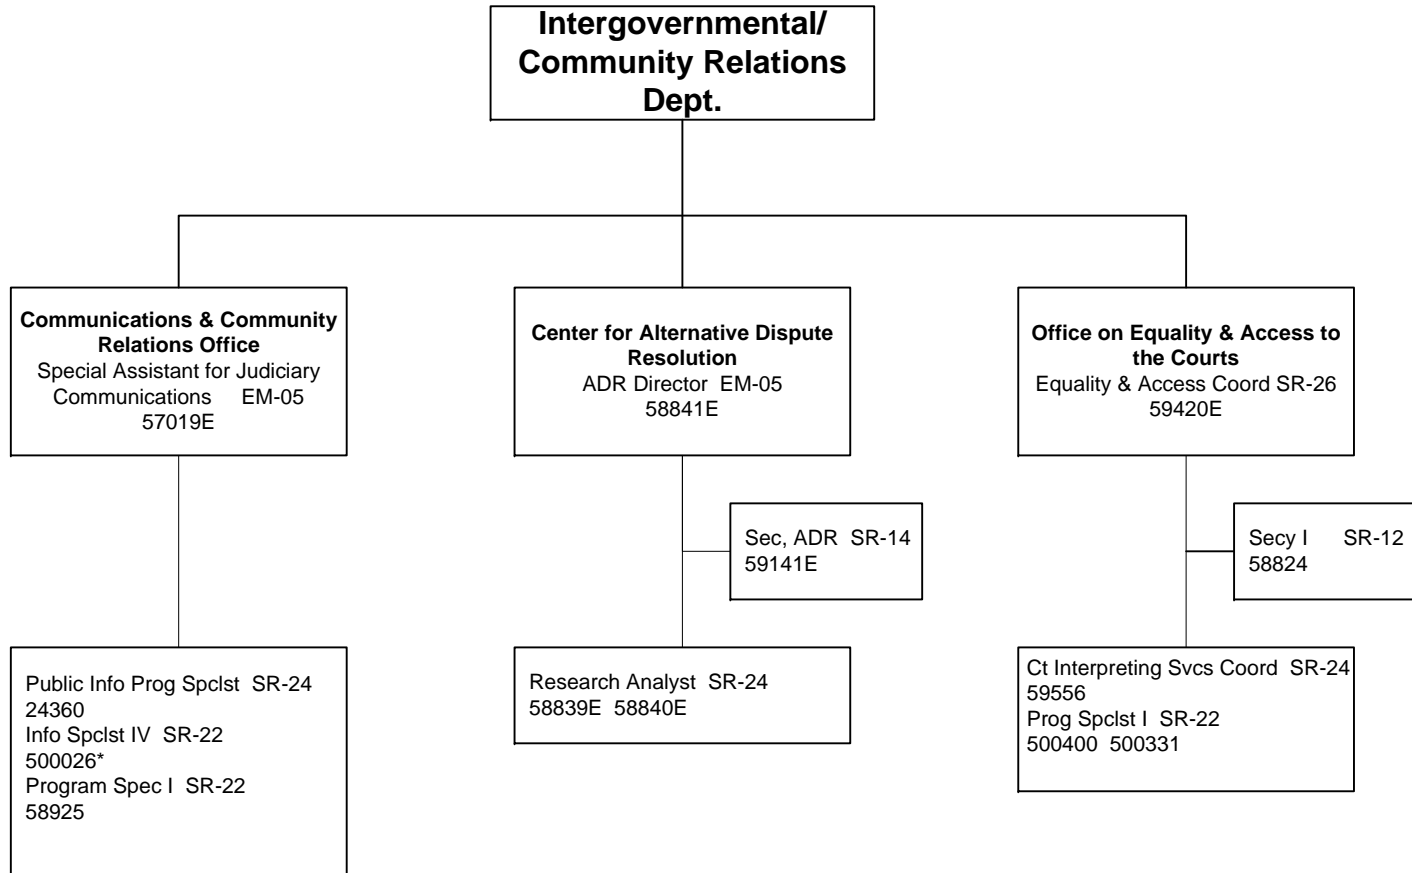 Intergovernmental/
Community Relations
Dept.
Communications & Community
Relations Office
Special Assistant for Judiciary
Communications EM-05
57019E
Center for Alternative Dispute
Resolution
ADR Director EM-05
58841E
Office on Equality & Access to
the Courts
Equality & Access Coord SR-26
59420E
Sec, ADR SR-14
59141E
Secy I SR-12
58824
Public Info Prog Spclst SR-24
24360
Info Spclst IV SR-22
500026*
Program Spec I SR-22
58925
Research Analyst SR-24
58839E 58840E
Ct Interpreting Svcs Coord SR-24
59556
Prog Spclst I SR-22
500400 500331